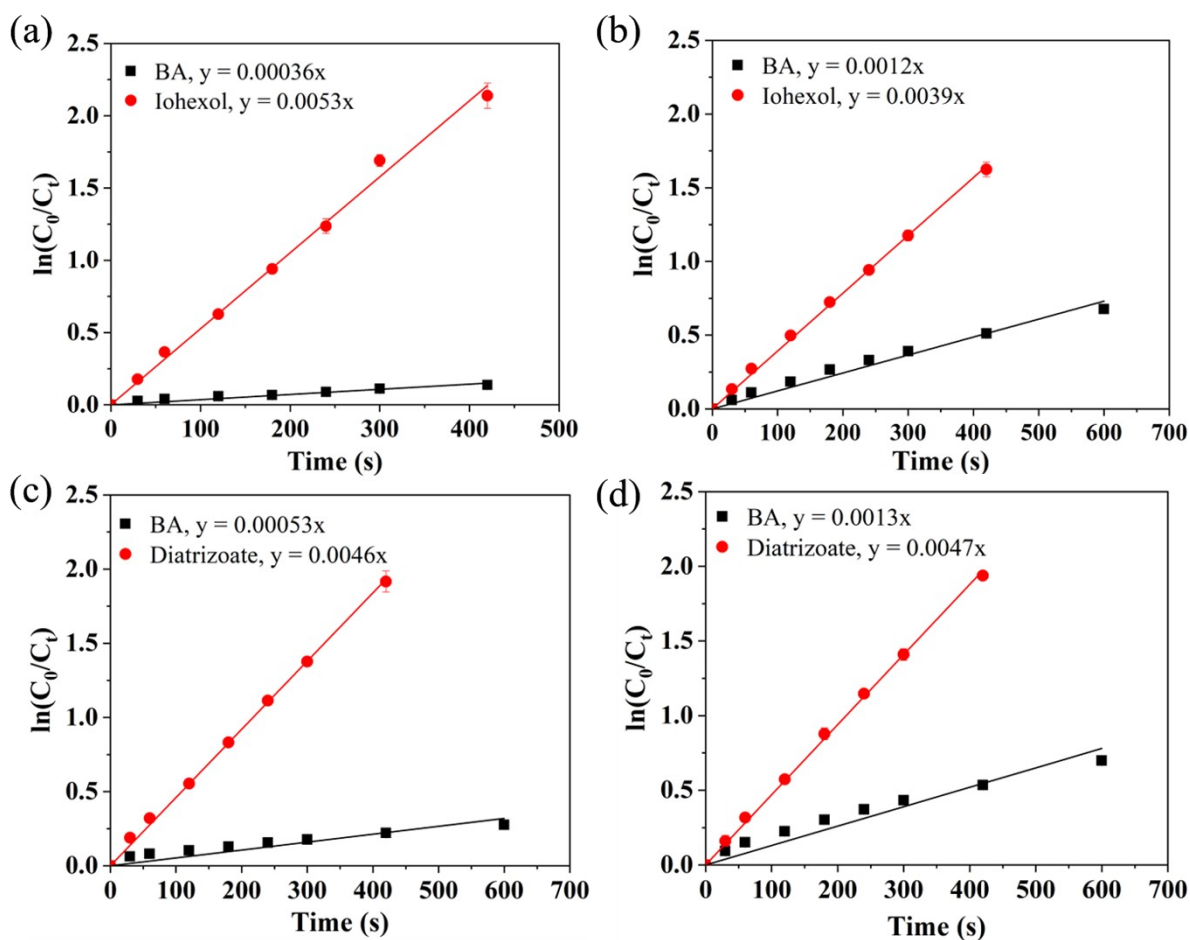 (a)
2.5
2.0
1.5
1.0
0.5
0.0
ln(C₀/Cₜ)
BA, y = 0.00036x
Iohexol, y = 0.0053x
0 100 200 300 400 500
Time (s)
(b)
2.5
2.0
1.5
1.0
0.5
0.0
ln(C₀/Cₜ)
BA, y = 0.0012x
Iohexol, y = 0.0039x
0 100 200 300 400 500 600 700
Time (s)
(c)
2.5
2.0
1.5
1.0
0.5
0.0
ln(C₀/Cₜ)
BA, y = 0.00053x
Diatrizoate, y = 0.0046x
0 100 200 300 400 500 600 700
Time (s)
(d)
2.5
2.0
1.5
1.0
0.5
0.0
ln(C₀/Cₜ)
BA, y = 0.0013x
Diatrizoate, y = 0.0047x
0 100 200 300 400 500 600 700
Time (s)